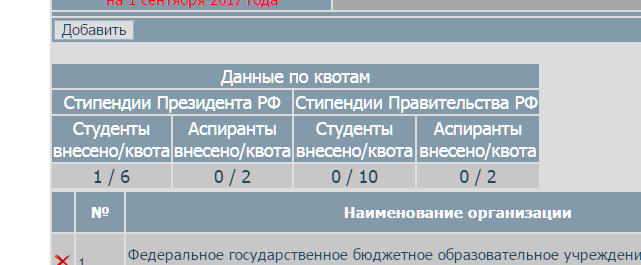 на 1 сентября 2017 года
Добавить
Данные по квотам
Стипендии Президента РФ Стипендии Правительства РФ
Студенты Аспиранты Студенты Аспиранты
внесено/квота внесено/квота внесено/квота внесено/квота
1 / 6 0 / 2 0 / 10 0 / 2
№ Наименование организации
1 Федеральное государственное бюджетное образовательное